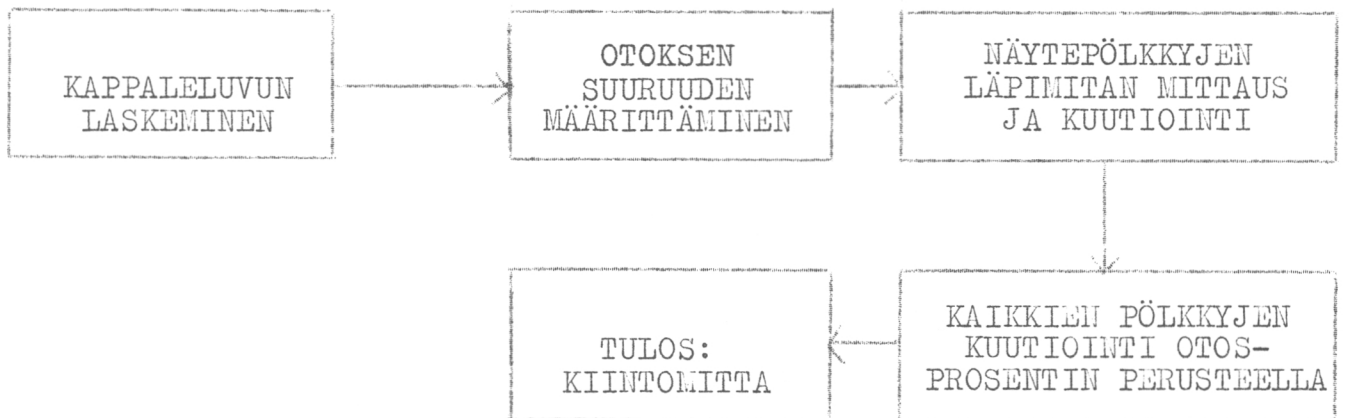 KAPPALELUVUN
LASKEMINEN
OTOKSEN
SUURUUDEN
MÄÄRITTÄMINEN
NÄYTEPÖLKKYJEN
LÄPIMITAN MITTAUS
JA KUUTIOINTI
KAIKKIEN PÖLKKYJEN
KUUTIOINTI OTOS-
PROSENTIN PERUSTEELLA
TULOS:
KIINTOMITTA